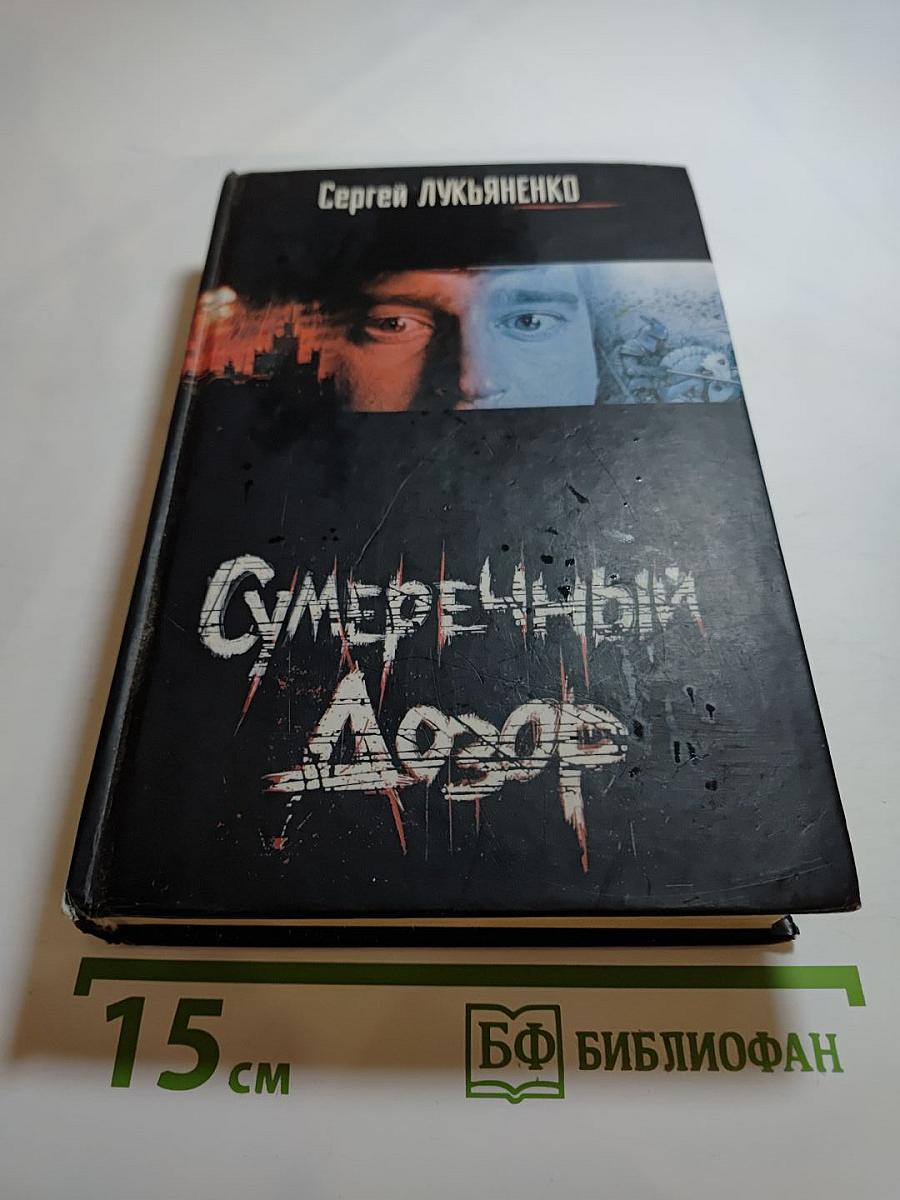 Сергей ЛУКЬЯНЕНКО
Сумеречный
Дозор
15 см
БФ БИБЛИОФАН